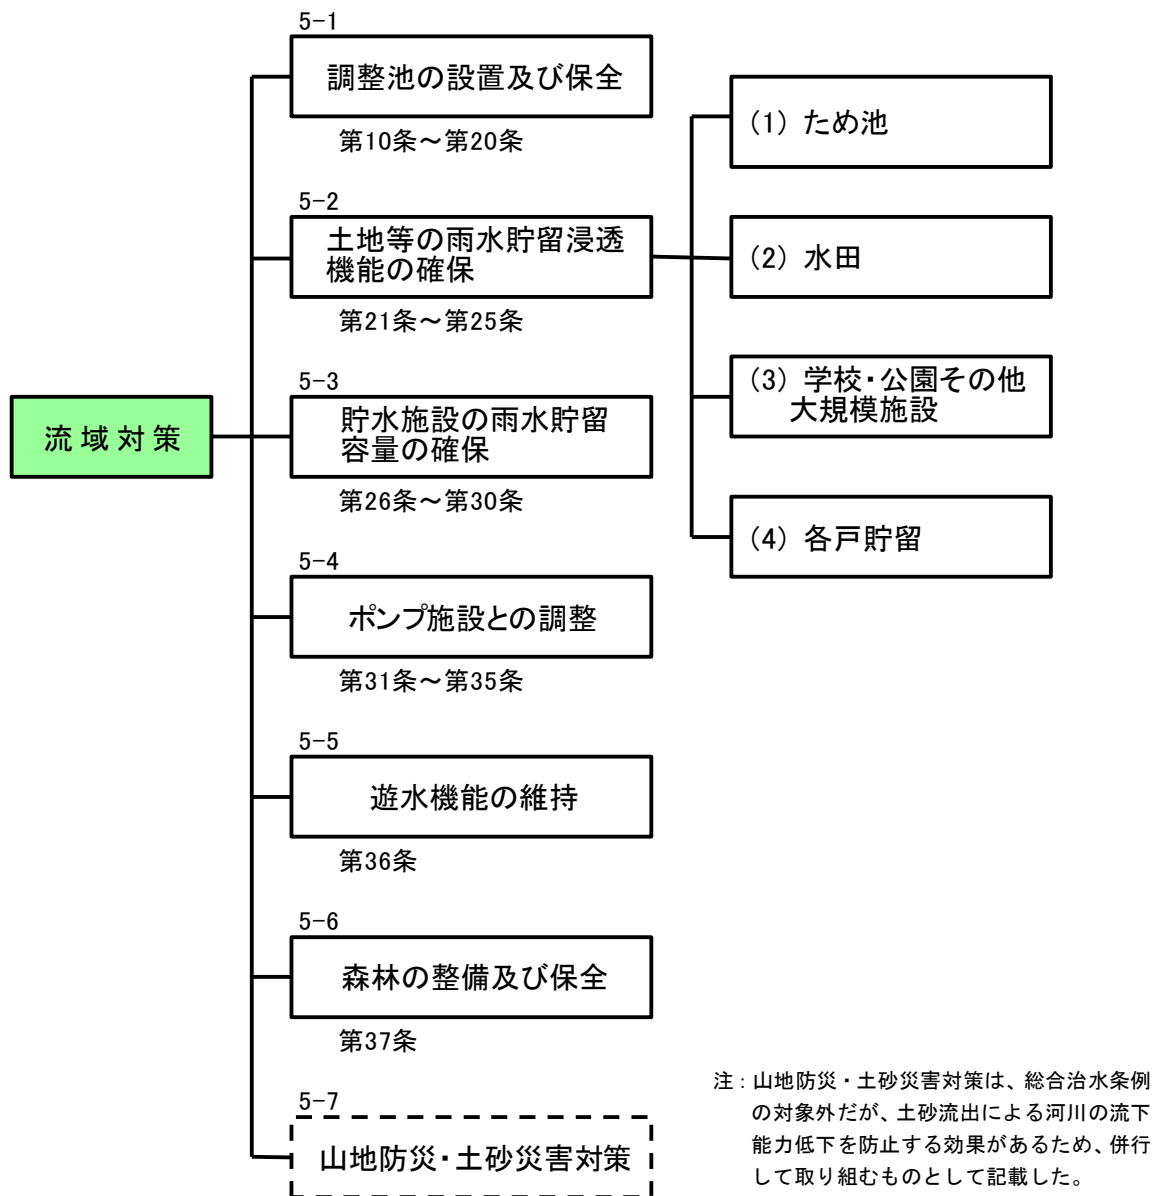 流域対策
5-1
調整池の設置及び保全
第10条～第20条
5-2
土地等の雨水貯留浸透
機能の確保
第21条～第25条
(1) ため池
(2) 水田
(3) 学校・公園その他
大規模施設
(4) 各戸貯留
5-3
貯水施設の雨水貯留
容量の確保
第26条～第30条
5-4
ポンプ施設との調整
第31条～第35条
5-5
遊水機能の維持
第36条
5-6
森林の整備及び保全
第37条
5-7
山地防災・土砂災害対策
注：山地防災・土砂災害対策は、総合治水条例
の対象外だが、土砂流出による河川の流下
能力低下を防止する効果があるため、併行
して取り組むものとして記載した。